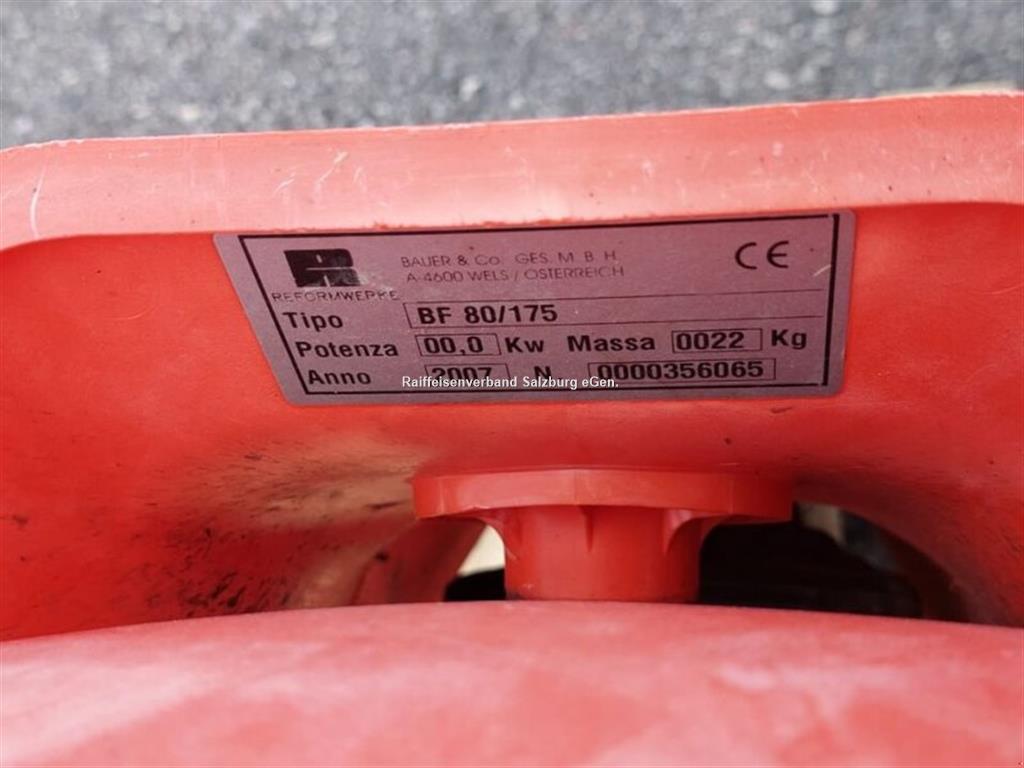 BAUER & Co. GES. M. B. H.
A-4600 WELS / ÖSTERREICH
CE
REFORMWERKE
Tipo BF 80/175
Potenza 00,0 Kw Massa 0022 Kg
Anno 2007 N 0000356065
Raiffeisenverband Salzburg eGen.